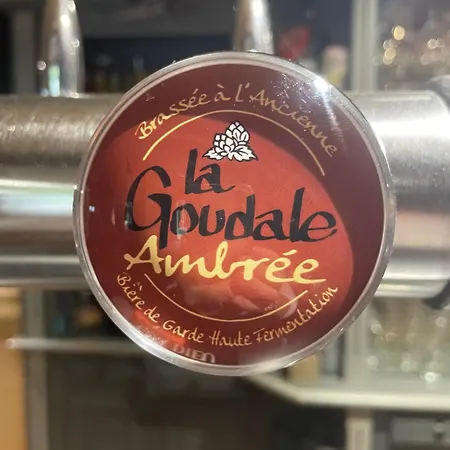 Brassée à l'Ancienne
la
Goudale
Ambrée
Bière de Garde Haute Fermentation